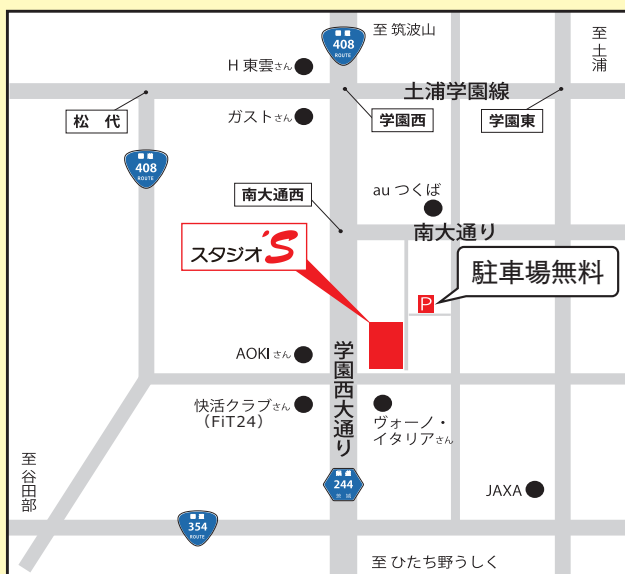 至 筑波山
至土浦
408
ROUTE
H 東雲さん
土浦学園線
松 代
ガストさん
学園西
学園東
408
ROUTE
au つくば
南大通西
南大通り
スタジオ'S
駐車場無料
P
AOKIさん
学園西大通り
快活クラブさん
（FiT24）
ヴォーノ・
イタリアさん
至谷田部
244
茨 城
JAXA
354
ROUTE
至 ひたち野うしく